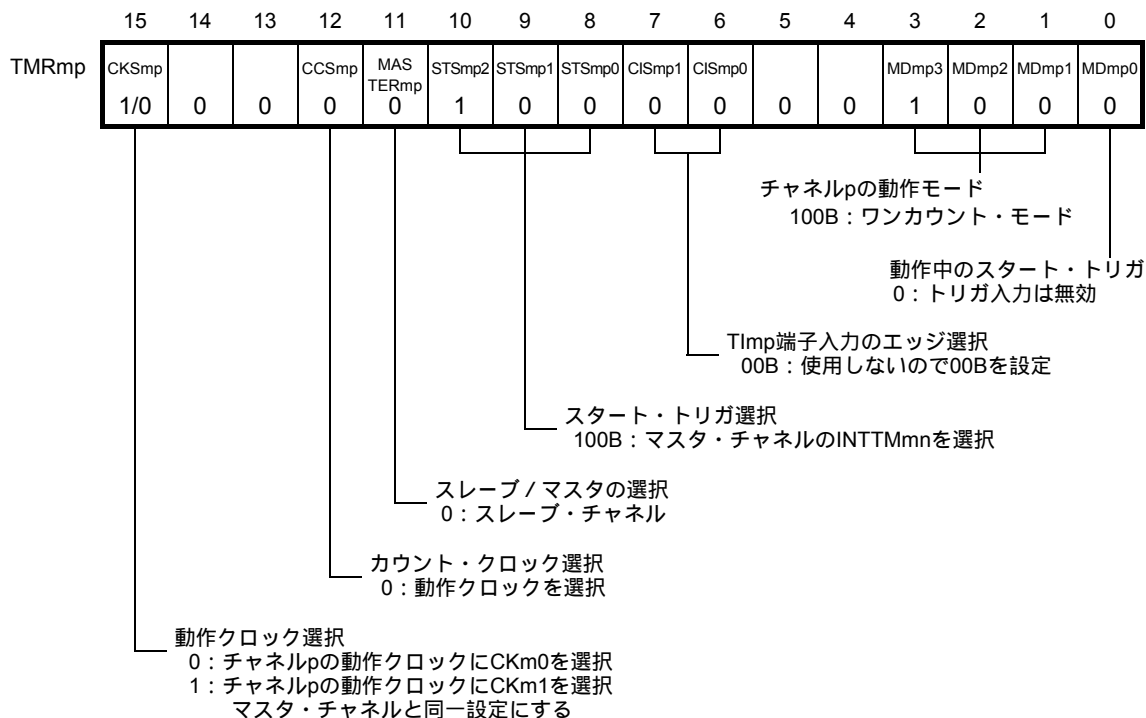 15 14 13 12 11 10 9 8 7 6 5 4 3 2 1 0
TMRmp CKSmp CCSmp MAS TERmp STSmp2 STSmp1 STSmp0 CISmp1 CISmp0 MDmp3 MDmp2 MDmp1 MDmp0
1/0 0 0 0 0 1 0 0 0 0 0 0 1 0 0 0
チャネルpの動作モード
100B：ワンカウント・モード
動作中のスタート・トリガ
0：トリガ入力は無効
TImp端子入力のエッジ選択
00B：使用しないので00Bを設定
スタート・トリガ選択
100B：マスタ・チャネルのINTTMmnを選択
スレーブ／マスタの選択
0：スレーブ・チャネル
カウント・クロック選択
0：動作クロックを選択
動作クロック選択
0：チャネルpの動作クロックにCKm0を選択
1：チャネルpの動作クロックにCKm1を選択
マスタ・チャネルと同一設定にする